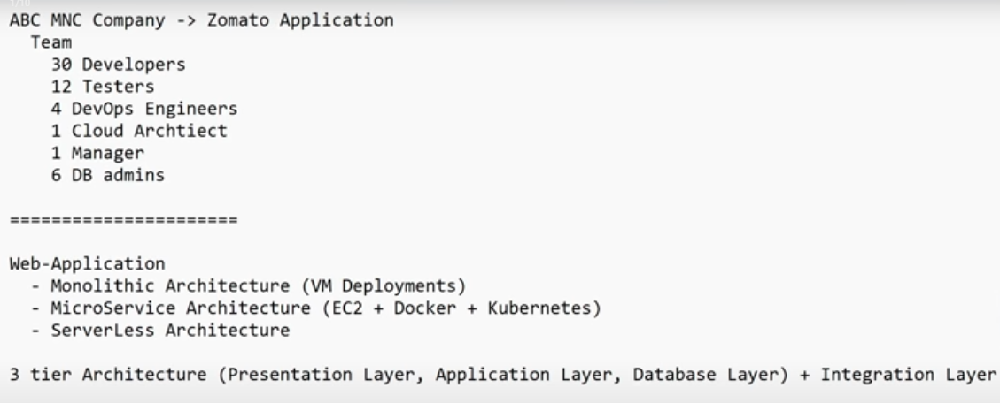 ABC MNC Company -> Zomato Application
Team
30 Developers
12 Testers
4 DevOps Engineers
1 Cloud Archtiect
1 Manager
6 DB admins
======================
Web-Application
- Monolithic Architecture (VM Deployments)
- MicroService Architecture (EC2 + Docker + Kubernetes)
- ServerLess Architecture
3 tier Architecture (Presentation Layer, Application Layer, Database Layer) + Integration Layer